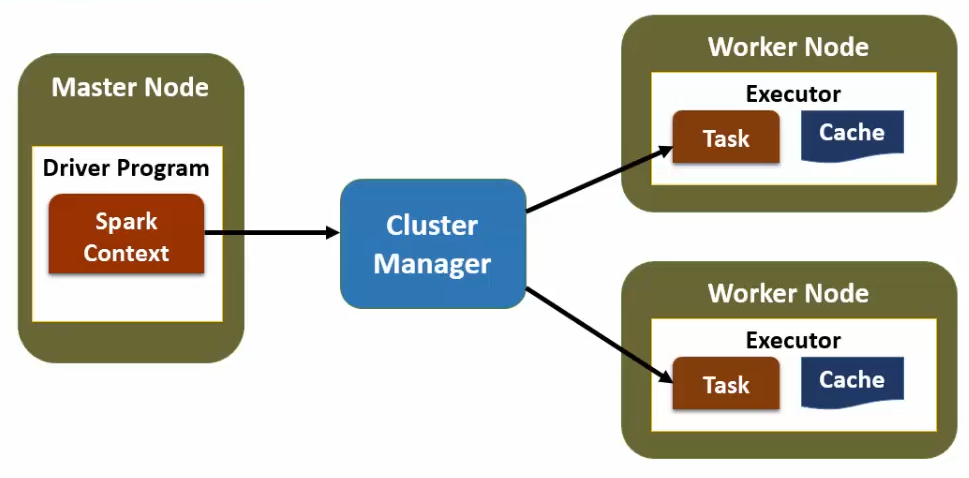 Master Node
Driver Program
Spark
Context
Cluster
Manager
Worker Node
Executor
Task
Cache
Worker Node
Executor
Task
Cache